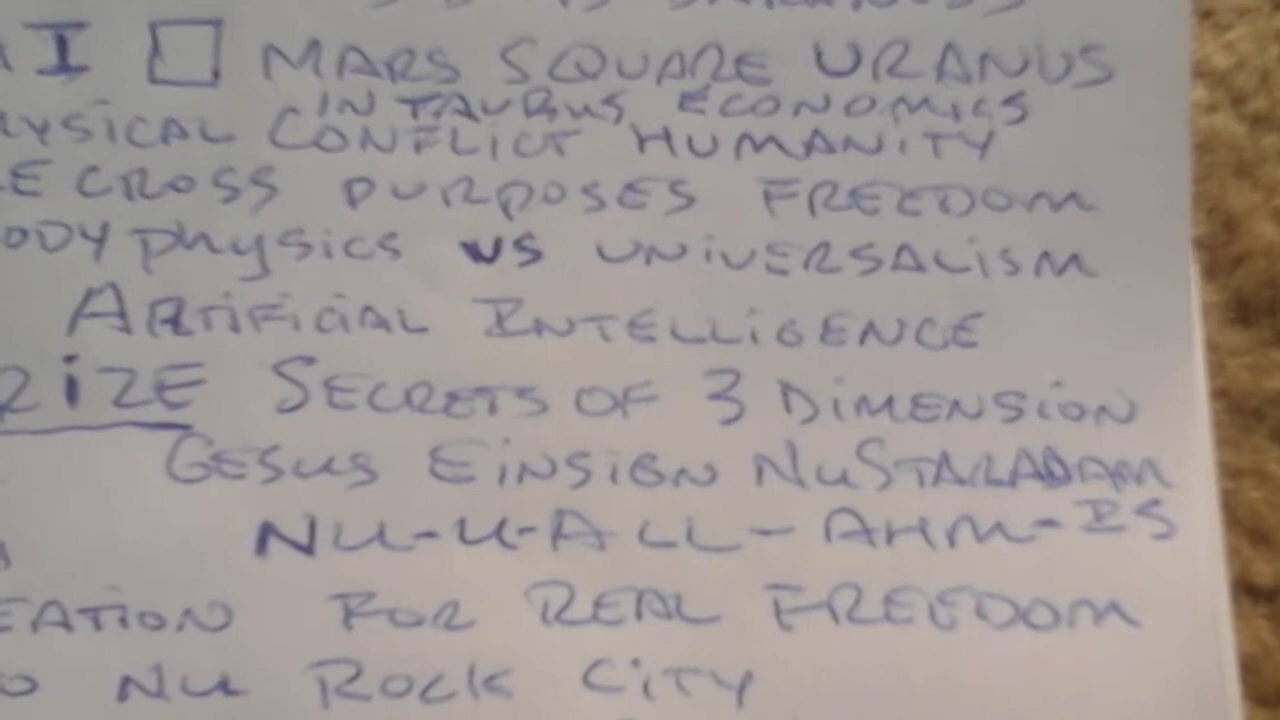 I □ MARS SQUARE URANUS
IN TAURUS ECONOMICS
YSICAL CONFLICT HUMANITY
E CROSS PURPOSES FREEDOM
ODY physics VS UNIVERSALISM
ARTIFICIAL INTELLIGENCE
RIZE SECRETS OF 3 DIMENSION
GESUS EINSIGN NUSTARADAM
NU-U-ALL-AHM-IS
EATION FOR REAL FREEDOM
O NU ROCK CITY